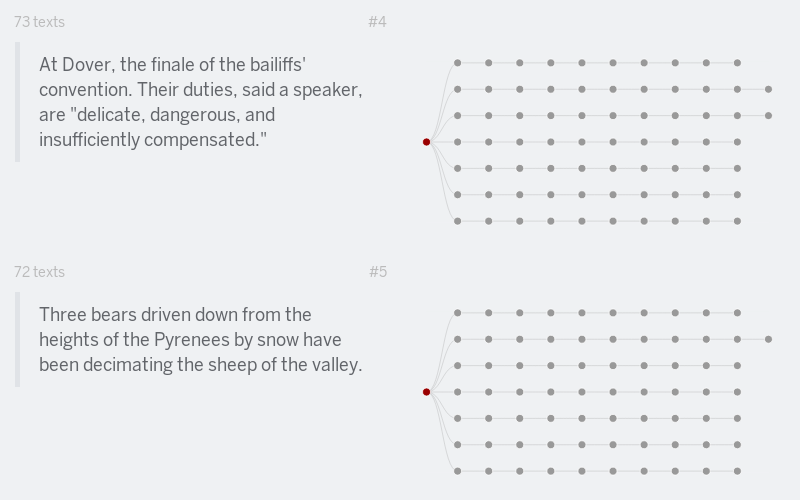 73 texts
#4
At Dover, the finale of the bailiffs'
convention. Their duties, said a speaker,
are "delicate, dangerous, and
insufficiently compensated."
72 texts
#5
Three bears driven down from the
heights of the Pyrenees by snow have
been decimating the sheep of the valley.